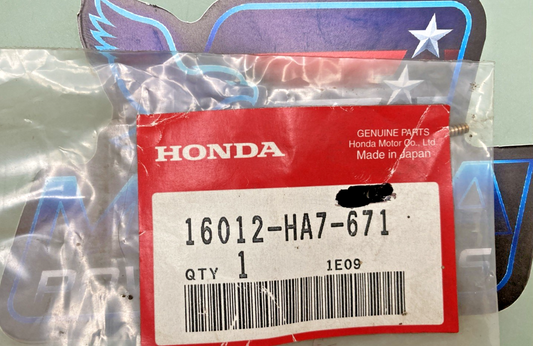 HONDA
GENUINE PARTS
Honda Motor Co., Ltd.
Made in Japan
16012-HA7-671
QTY 1 1E09